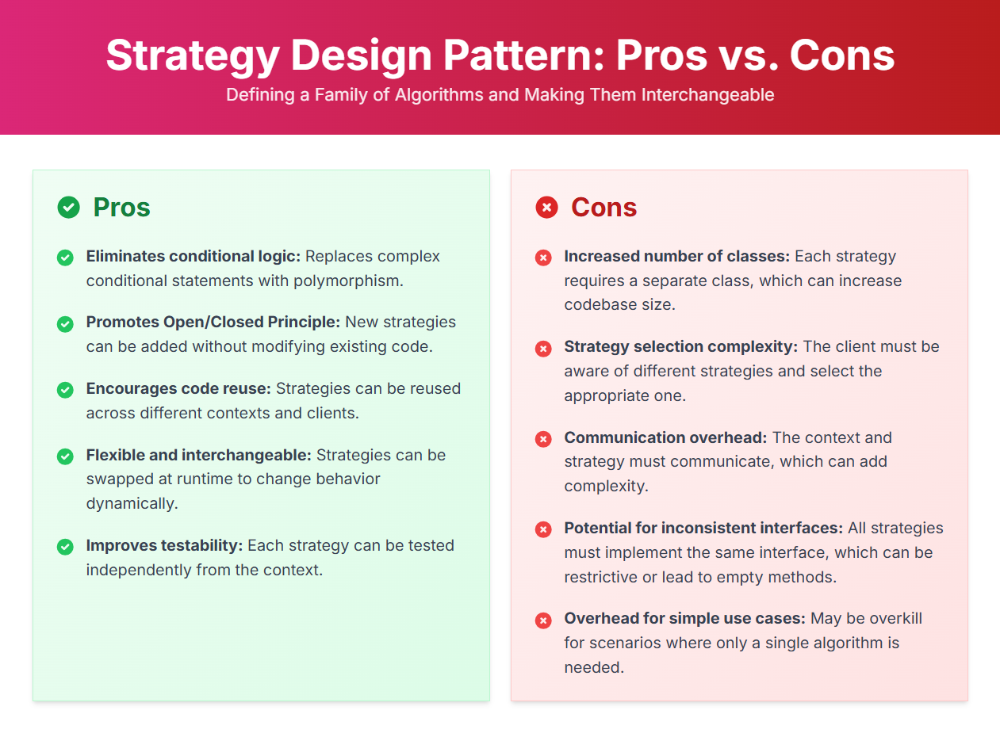 Strategy Design Pattern: Pros vs. Cons
Defining a Family of Algorithms and Making Them Interchangeable
Pros
Eliminates conditional logic: Replaces complex
conditional statements with polymorphism.
Promotes Open/Closed Principle: New strategies
can be added without modifying existing code.
Encourages code reuse: Strategies can be reused
across different contexts and clients.
Flexible and interchangeable: Strategies can be
swapped at runtime to change behavior
dynamically.
Improves testability: Each strategy can be tested
independently from the context.
Cons
Increased number of classes: Each strategy
requires a separate class, which can increase
codebase size.
Strategy selection complexity: The client must be
aware of different strategies and select the
appropriate one.
Communication overhead: The context and
strategy must communicate, which can add
complexity.
Potential for inconsistent interfaces: All strategies
must implement the same interface, which can be
restrictive or lead to empty methods.
Overhead for simple use cases: May be overkill
for scenarios where only a single algorithm is
needed.